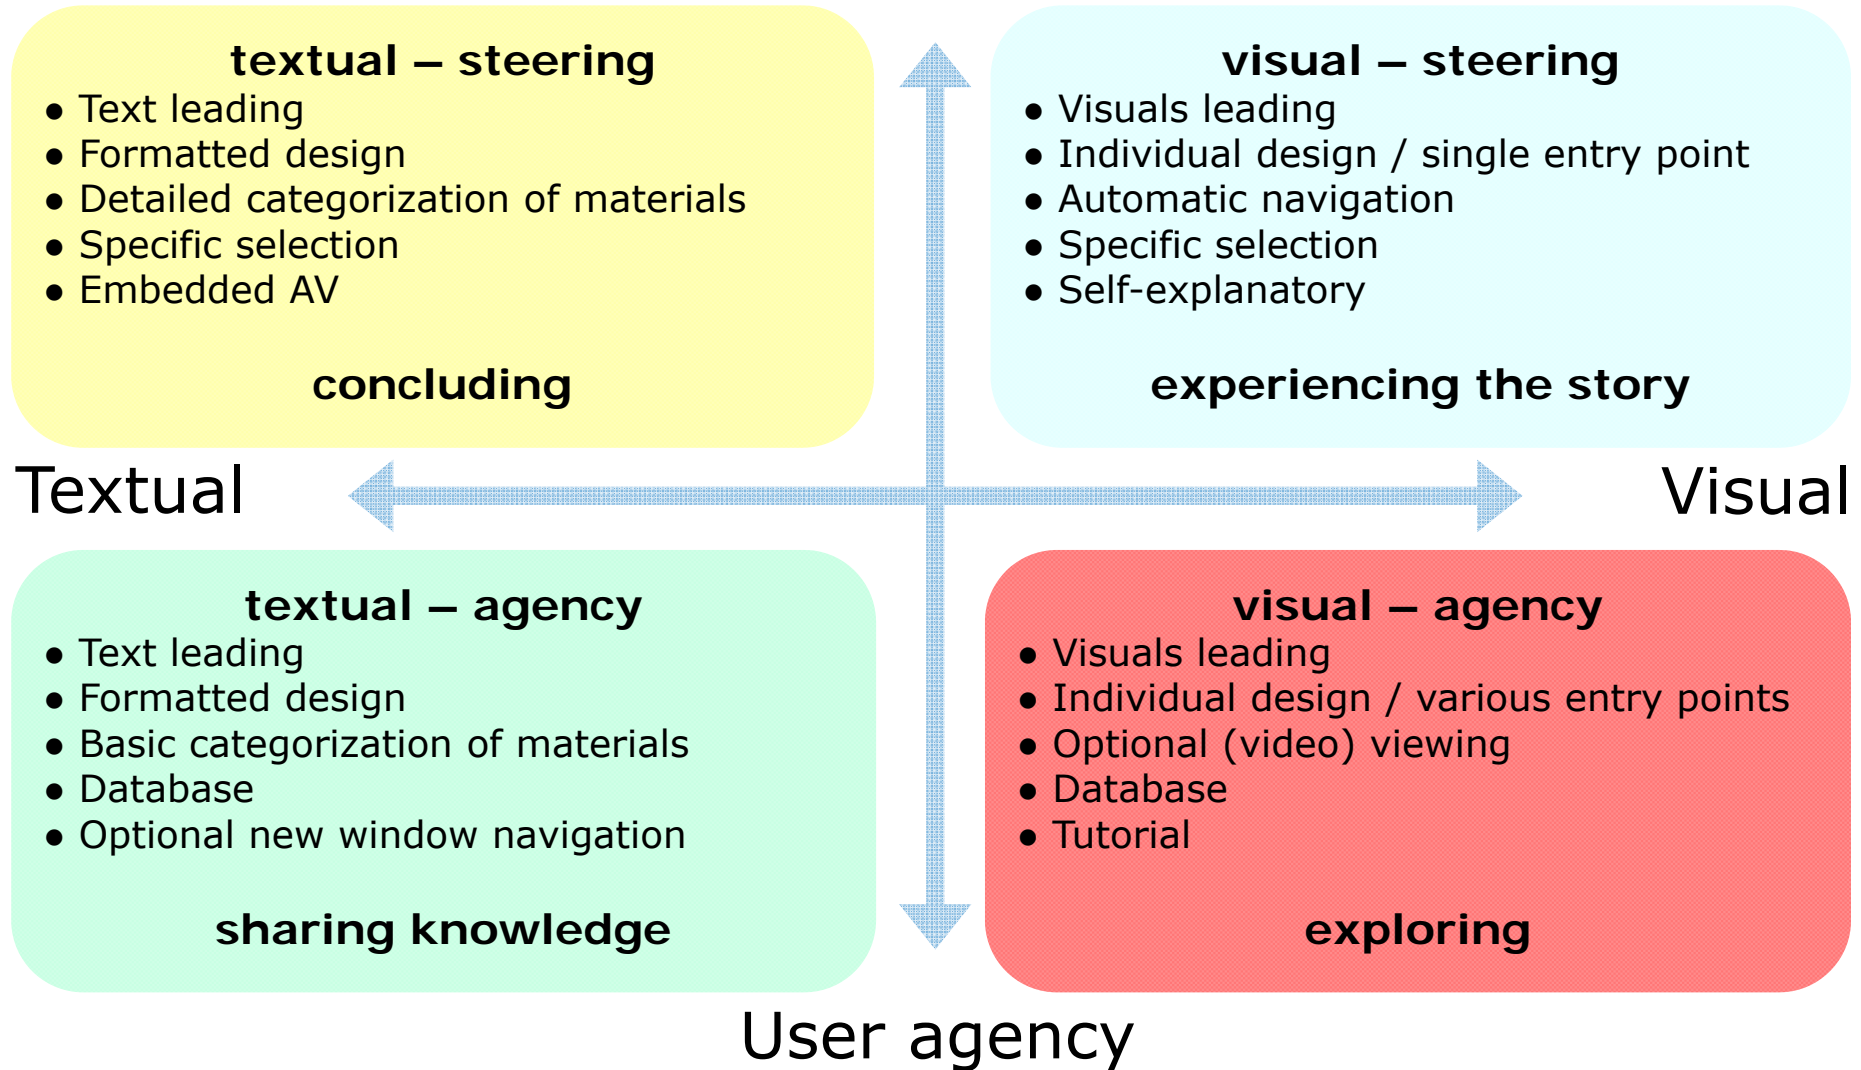 textual – steering
● Text leading
● Formatted design
● Detailed categorization of materials
● Specific selection
● Embedded AV
concluding
visual – steering
● Visuals leading
● Individual design / single entry point
● Automatic navigation
● Specific selection
● Self-explanatory
experiencing the story
Textual
Visual
textual – agency
● Text leading
● Formatted design
● Basic categorization of materials
● Database
● Optional new window navigation
sharing knowledge
visual – agency
● Visuals leading
● Individual design / various entry points
● Optional (video) viewing
● Database
● Tutorial
exploring
User agency